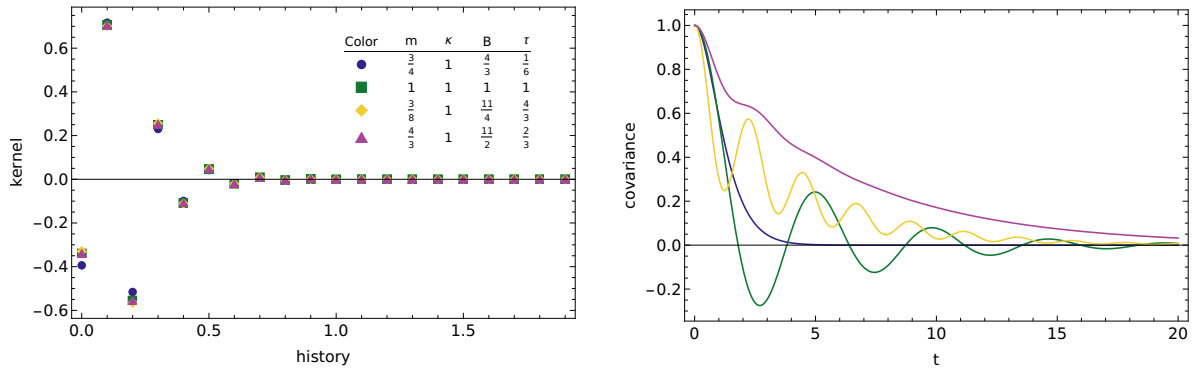 0.6
0.4
0.2
0.0
−0.2
−0.4
−0.6
kernel
0.0 0.5 1.0 1.5
history
Color m κ B τ
3/4 1 4/3 1/6
1 1 1 1
3/8 1 11/4 4/3
4/3 1 11/2 2/3
1.0
0.8
0.6
0.4
0.2
0.0
−0.2
covariance
0 5 10 15 20
t